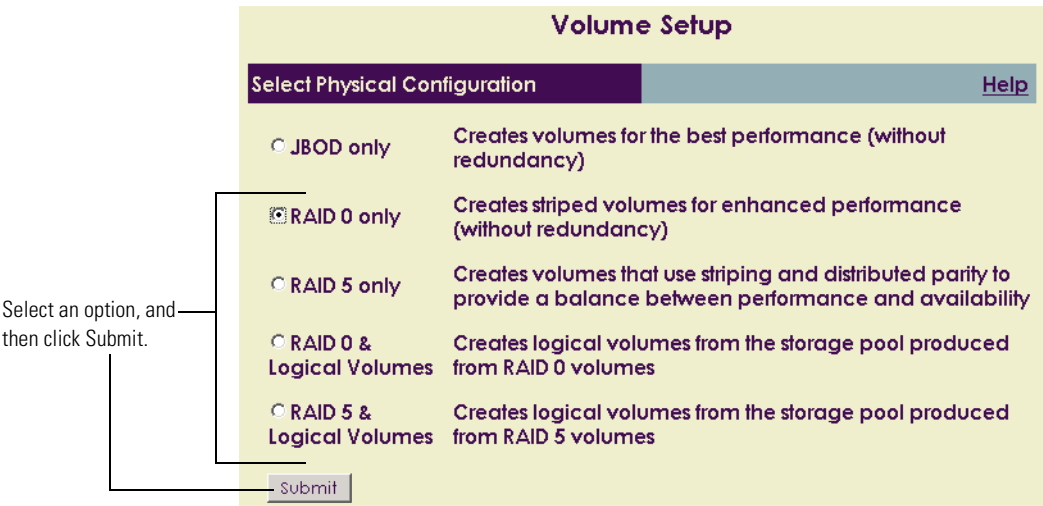 Volume Setup
Select Physical Configuration
Help
JBOD only
Creates volumes for the best performance (without
redundancy)
RAID 0 only
Creates striped volumes for enhanced performance
(without redundancy)
RAID 5 only
Creates volumes that use striping and distributed parity to
provide a balance between performance and availability
Select an option, and
then click Submit.
RAID 0 &
Logical Volumes
Creates logical volumes from the storage pool produced
from RAID 0 volumes
RAID 5 &
Logical Volumes
Creates logical volumes from the storage pool produced
from RAID 5 volumes
Submit